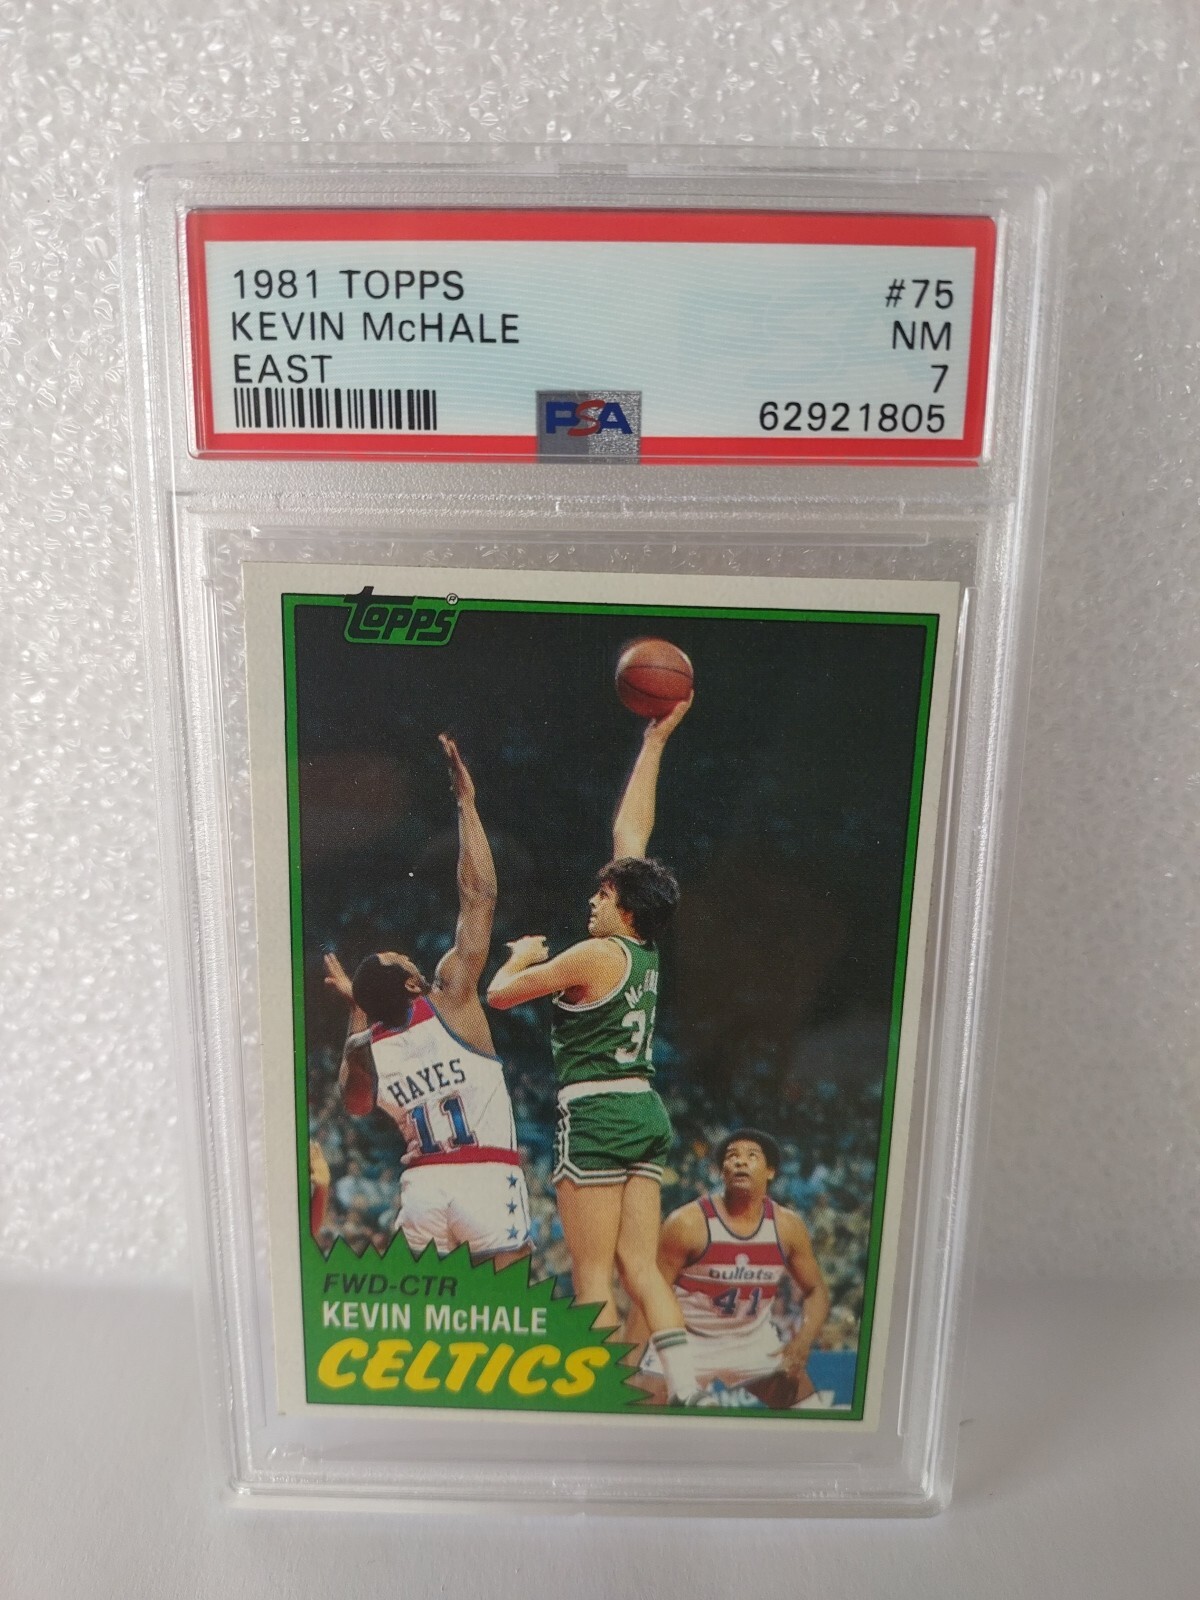 1981 TOPPS #75
KEVIN McHALE NM
EAST 7
PSA 62921805
TOPPS®
HAYES
11
bullets
41
FWD-CTR
KEVIN McHALE
CELTICS